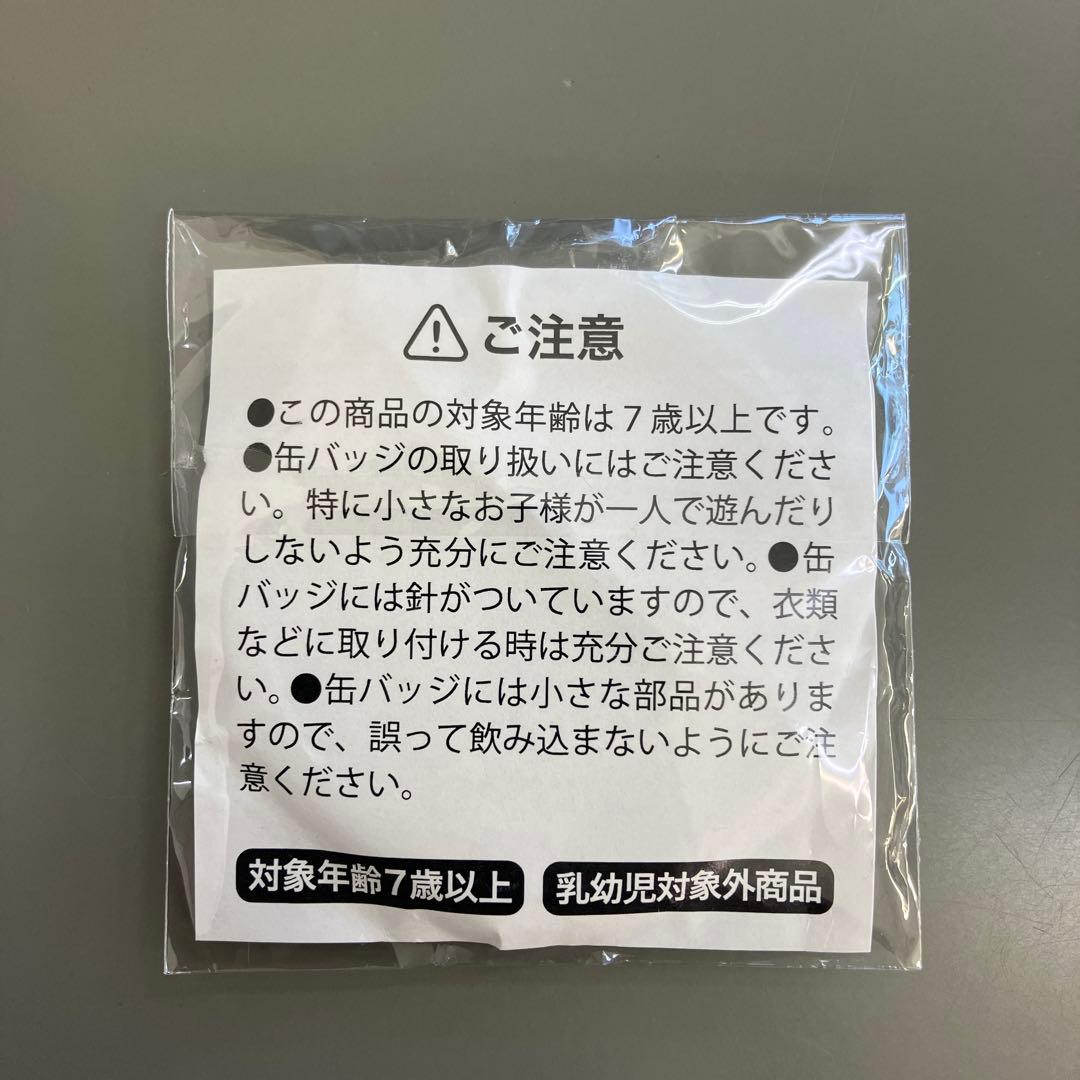 ご注意
●この商品の対象年齢は7歳以上です。
●缶バッジの取り扱いにはご注意くださ
い。特に小さなお子様が一人で遊んだり
しないよう充分にご注意ください。●缶
バッジには針がついていますので、衣類
などに取り付ける時は充分ご注意くださ
い。●缶バッジには小さな部品がありま
すので、誤って飲み込まないようにご注
意ください。
対象年齢7歳以上
乳幼児対象外商品